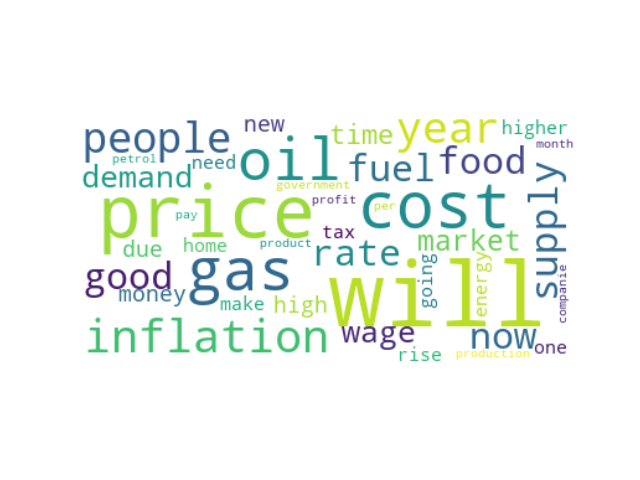 people new time year higher
petrol need oil fuel food month
demand government supply
price pay profit per cost
due home product tax rate market
good money gas make high will going energy companie
inflation wage now one
rise production